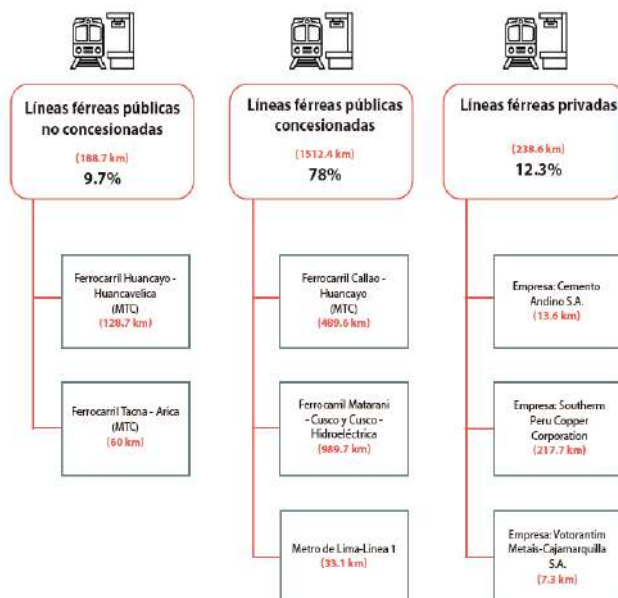 Líneas férreas públicas
no concesionadas
(188.7 km)
9.7%
Ferrocarril Huancayo -
Huancavelica
(MTC)
(128.7 km)
Ferrocarril Tacna - Arica
(MTC)
(60 km)
Líneas férreas públicas
concesionadas
(1512.4 km)
78%
Ferrocarril Callao -
Huancayo
(MTC)
(489.6 km)
Ferrocarril Matarani
- Cusco y Cusco -
Hidroeléctrica
(989.7 km)
Metro de Lima-Linea 1
(33.1 km)
Líneas férreas privadas
(238.6 km)
12.3%
Empresa: Cemento
Andino S.A.
(13.6 km)
Empresa: Southerm
Peru Copper
Corporation
(217.7 km)
Empresa: Votorantim
Metais-Cajamarquilla
S.A.
(7.3 km)